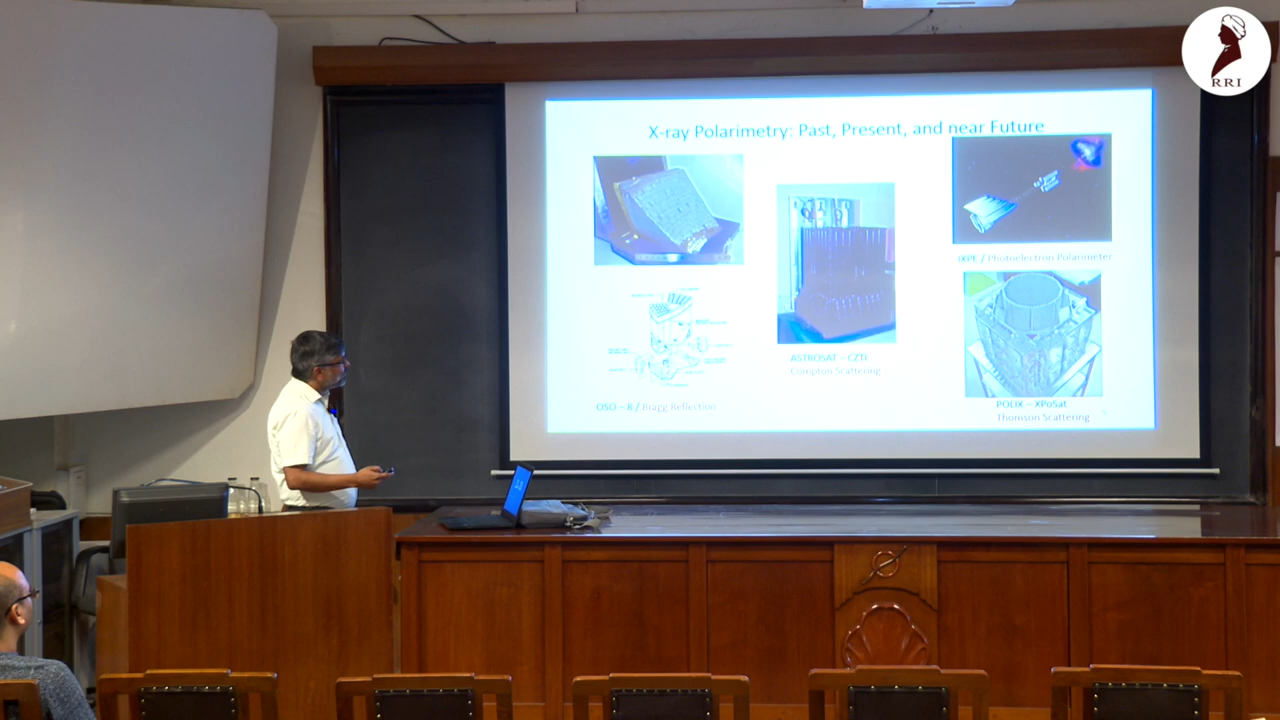 RRI
X-ray Polarimetry: Past, Present, and near Future
IXPE / Photoelectron Polarimeter
ASTROSAT – CZTI
Compton Scattering
OSO – 8 / Bragg Reflection
POLIX – XPoSat
Thomson Scattering